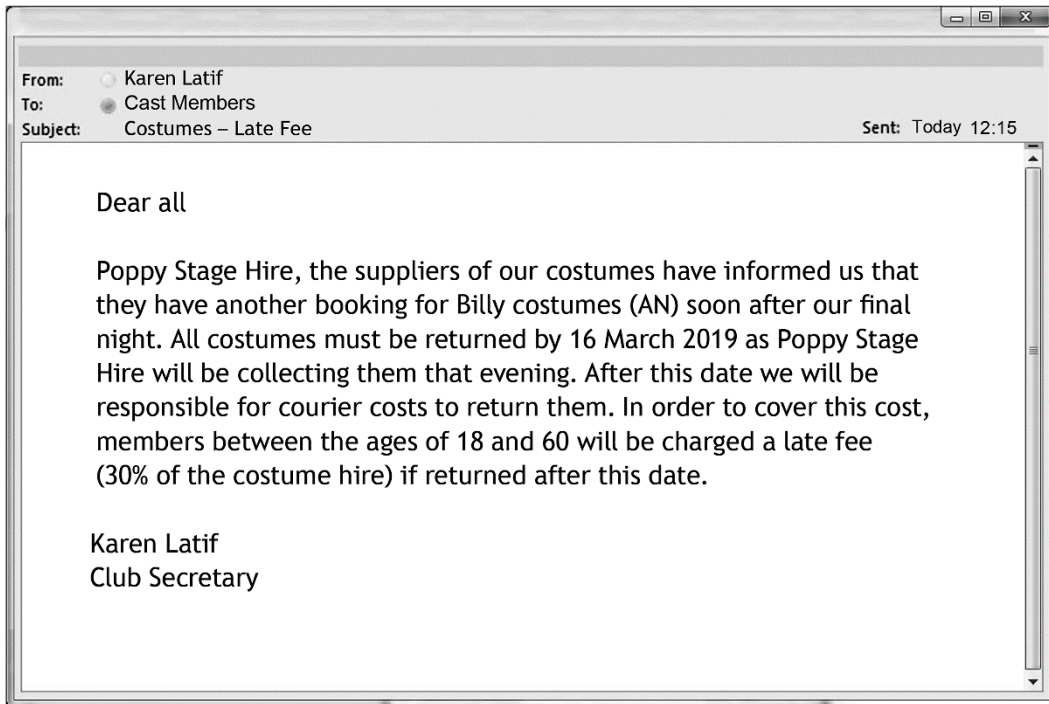 From: Karen Latif
To: Cast Members
Subject: Costumes – Late Fee Sent: Today 12:15
Dear all
Poppy Stage Hire, the suppliers of our costumes have informed us that
they have another booking for Billy costumes (AN) soon after our final
night. All costumes must be returned by 16 March 2019 as Poppy Stage
Hire will be collecting them that evening. After this date we will be
responsible for courier costs to return them. In order to cover this cost,
members between the ages of 18 and 60 will be charged a late fee
(30% of the costume hire) if returned after this date.
Karen Latif
Club Secretary